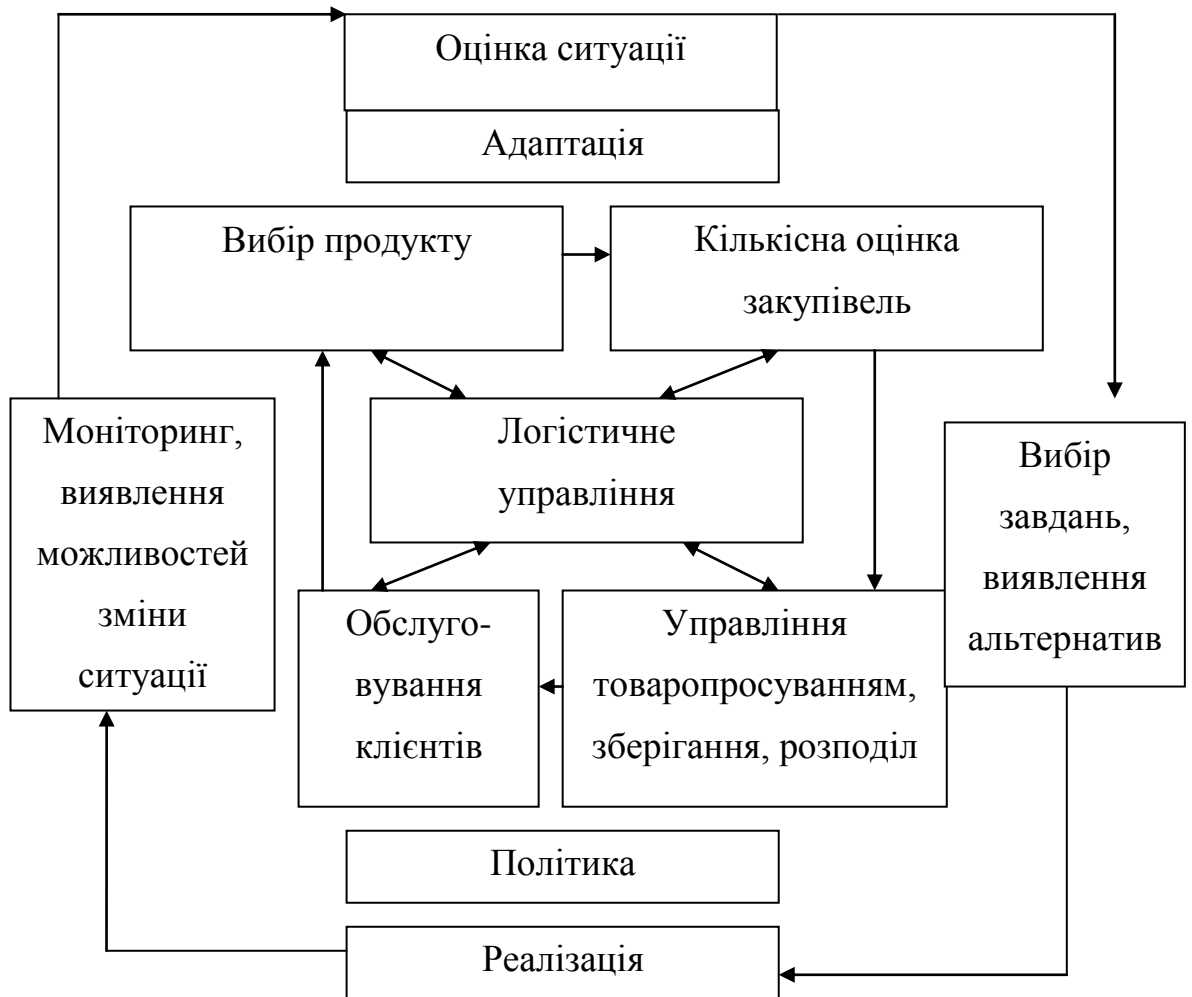 Оцінка ситуації
Адаптація
Вибір продукту
Кількісна оцінка
закупівель
Моніторинг,
виявлення
можливостей
зміни
ситуації
Логістичне
управління
Вибір
завдань,
виявлення
альтернатив
Обслуго-
вування
клієнтів
Управління
товаропросуванням,
зберігання, розподіл
Політика
Реалізація